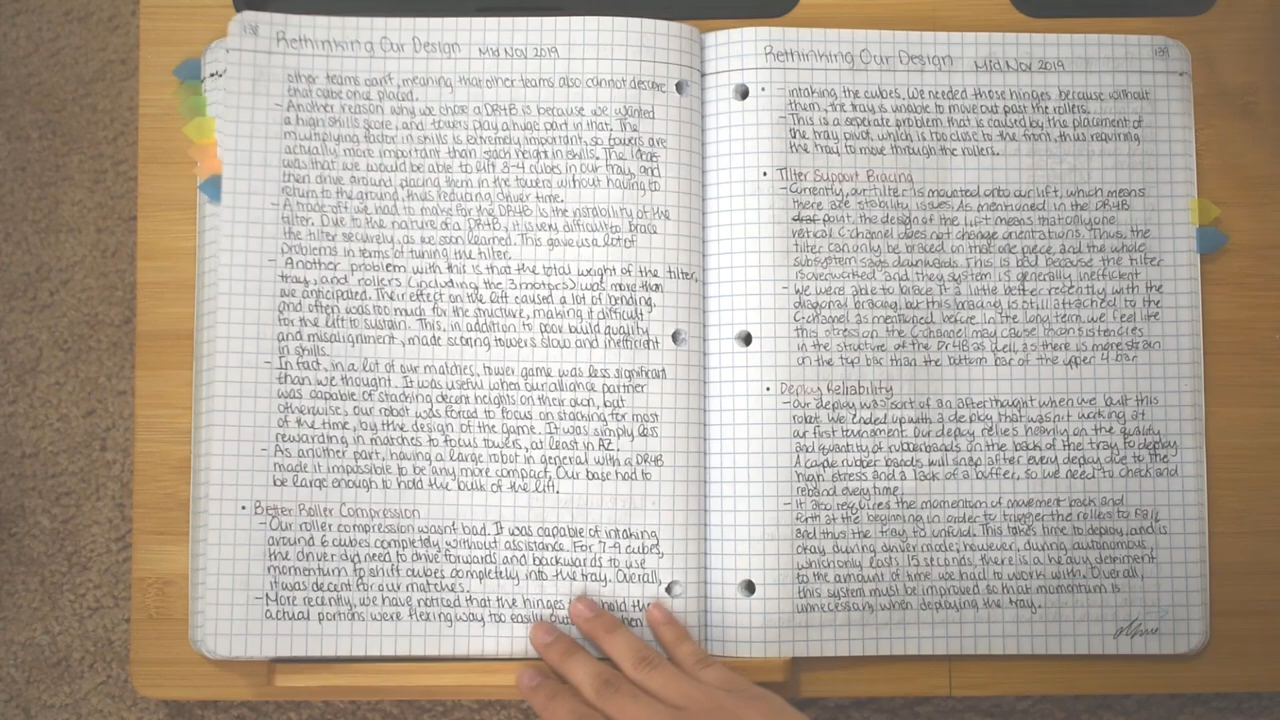 138
Rethinking Our Design Mid Nov 2019
other teams can't, meaning that other teams also cannot descore
that cube once placed.
- Another reason why we chose a DR4B is because we wanted
a high skills score, and towers play a huge part in that. The
multiplying factor in skills is extremely important, so towers are
actually more important than stack height in skills. The idea
was that we would be able to lift 3-4 cubes in our tray, and
then drive around placing them in the towers without having to
return to the ground, thus reducing driver time.
- A trade off we had to make for the DR4B is the instability of the
tilter. Due to the nature of a DR4B, it is very difficult to brace
the tilter securely, as we soon learned. This gave us a lot of
problems in terms of tuning the tilter.
- Another problem with this is that the total weight of the tilter,
tray, and rollers (including the 3 motors) was more than
we anticipated. Their effect on the lift caused a lot of bending,
and often was too much for the structure, making it difficult
for the lift to sustain. This, in addition to poor build quality
and misalignment, made scoring towers slow and inefficient
in skills.
- In fact, in a lot of our matches, tower game was less significant
than we thought. It was useful when our alliance partner
was capable of stacking decent heights on their own, but
otherwise, our robot was forced to focus on stacking for most
of the time, by the design of the game. It was simply less
rewarding in matches to focus towers, at least in AZ.
- As another part, having a large robot in general with a DR4B
made it impossible to be any more compact. Our base had to
be large enough to hold the bulk of the lift.
• Better Roller Compression
- Our roller compression wasn't bad. It was capable of intaking
around 6 cubes completely without assistance. For 7-9 cubes,
the driver did need to drive forwards and backwards to use
momentum to shift cubes completely into the tray. Overall,
it was decent for our matches.
- More recently, we have noticed that the hinges hold the
actual portions were flexing way too easily
139
Rethinking Our Design Mid Nov 2019
• - intaking the cubes. We needed those hinges because without
them, the tray is unable to move out past the rollers.
- This is a seperate problem that is caused by the placement of
the tray pivot, which is too close to the front, thus requiring
the tray to move through the rollers.
• Tilter Support Bracing
- Currently, our tilter is mounted onto our lift, which means
there are stability issues. As mentioned in the DR4B
point, the design of the lift means that only one
vetical C-channel does not change orientations. Thus, the
tilter can only be braced on that one piece, and the whole
subsystem sags downwards. This is bad because the tilter
is overworked and they system is generally inefficient
- We were able to brace it a little better recently with the
diagonal bracing, but this bracing is still attached to the
C-channel as mentioned before. In the long term, we feel like
this stress on the C-channel may cause inconsistencies
in the structure of the DR4B as well, as there is more strain
on the top bar than the bottom bar of the upper 4-bar
• Deploy Reliability
- Our deploy was sort of an afterthought when we built this
robot. We ended up with a deploy that wasn't working at
our first tournament. Our deploy relies heavily on the quality
and quantity of rubberbands on the back of the tray to deploy.
A couple rubber bands will snap after every deploy due to the
high stress and a lack of a buffer, so we need to check and
reband every time.
- It also requires the momentum of movement back and
forth at the beginning in order to trigger the rollers to fall
and thus the tray to unfold. This takes time to deploy, and is
okay during driver mode; however, during autonomous,
which only lasts 15 seconds, there is a heavy detriment
to the amount of time we had to work with. Overall,
this system must be improved so that momentum is
unnecessary when deploying the tray.